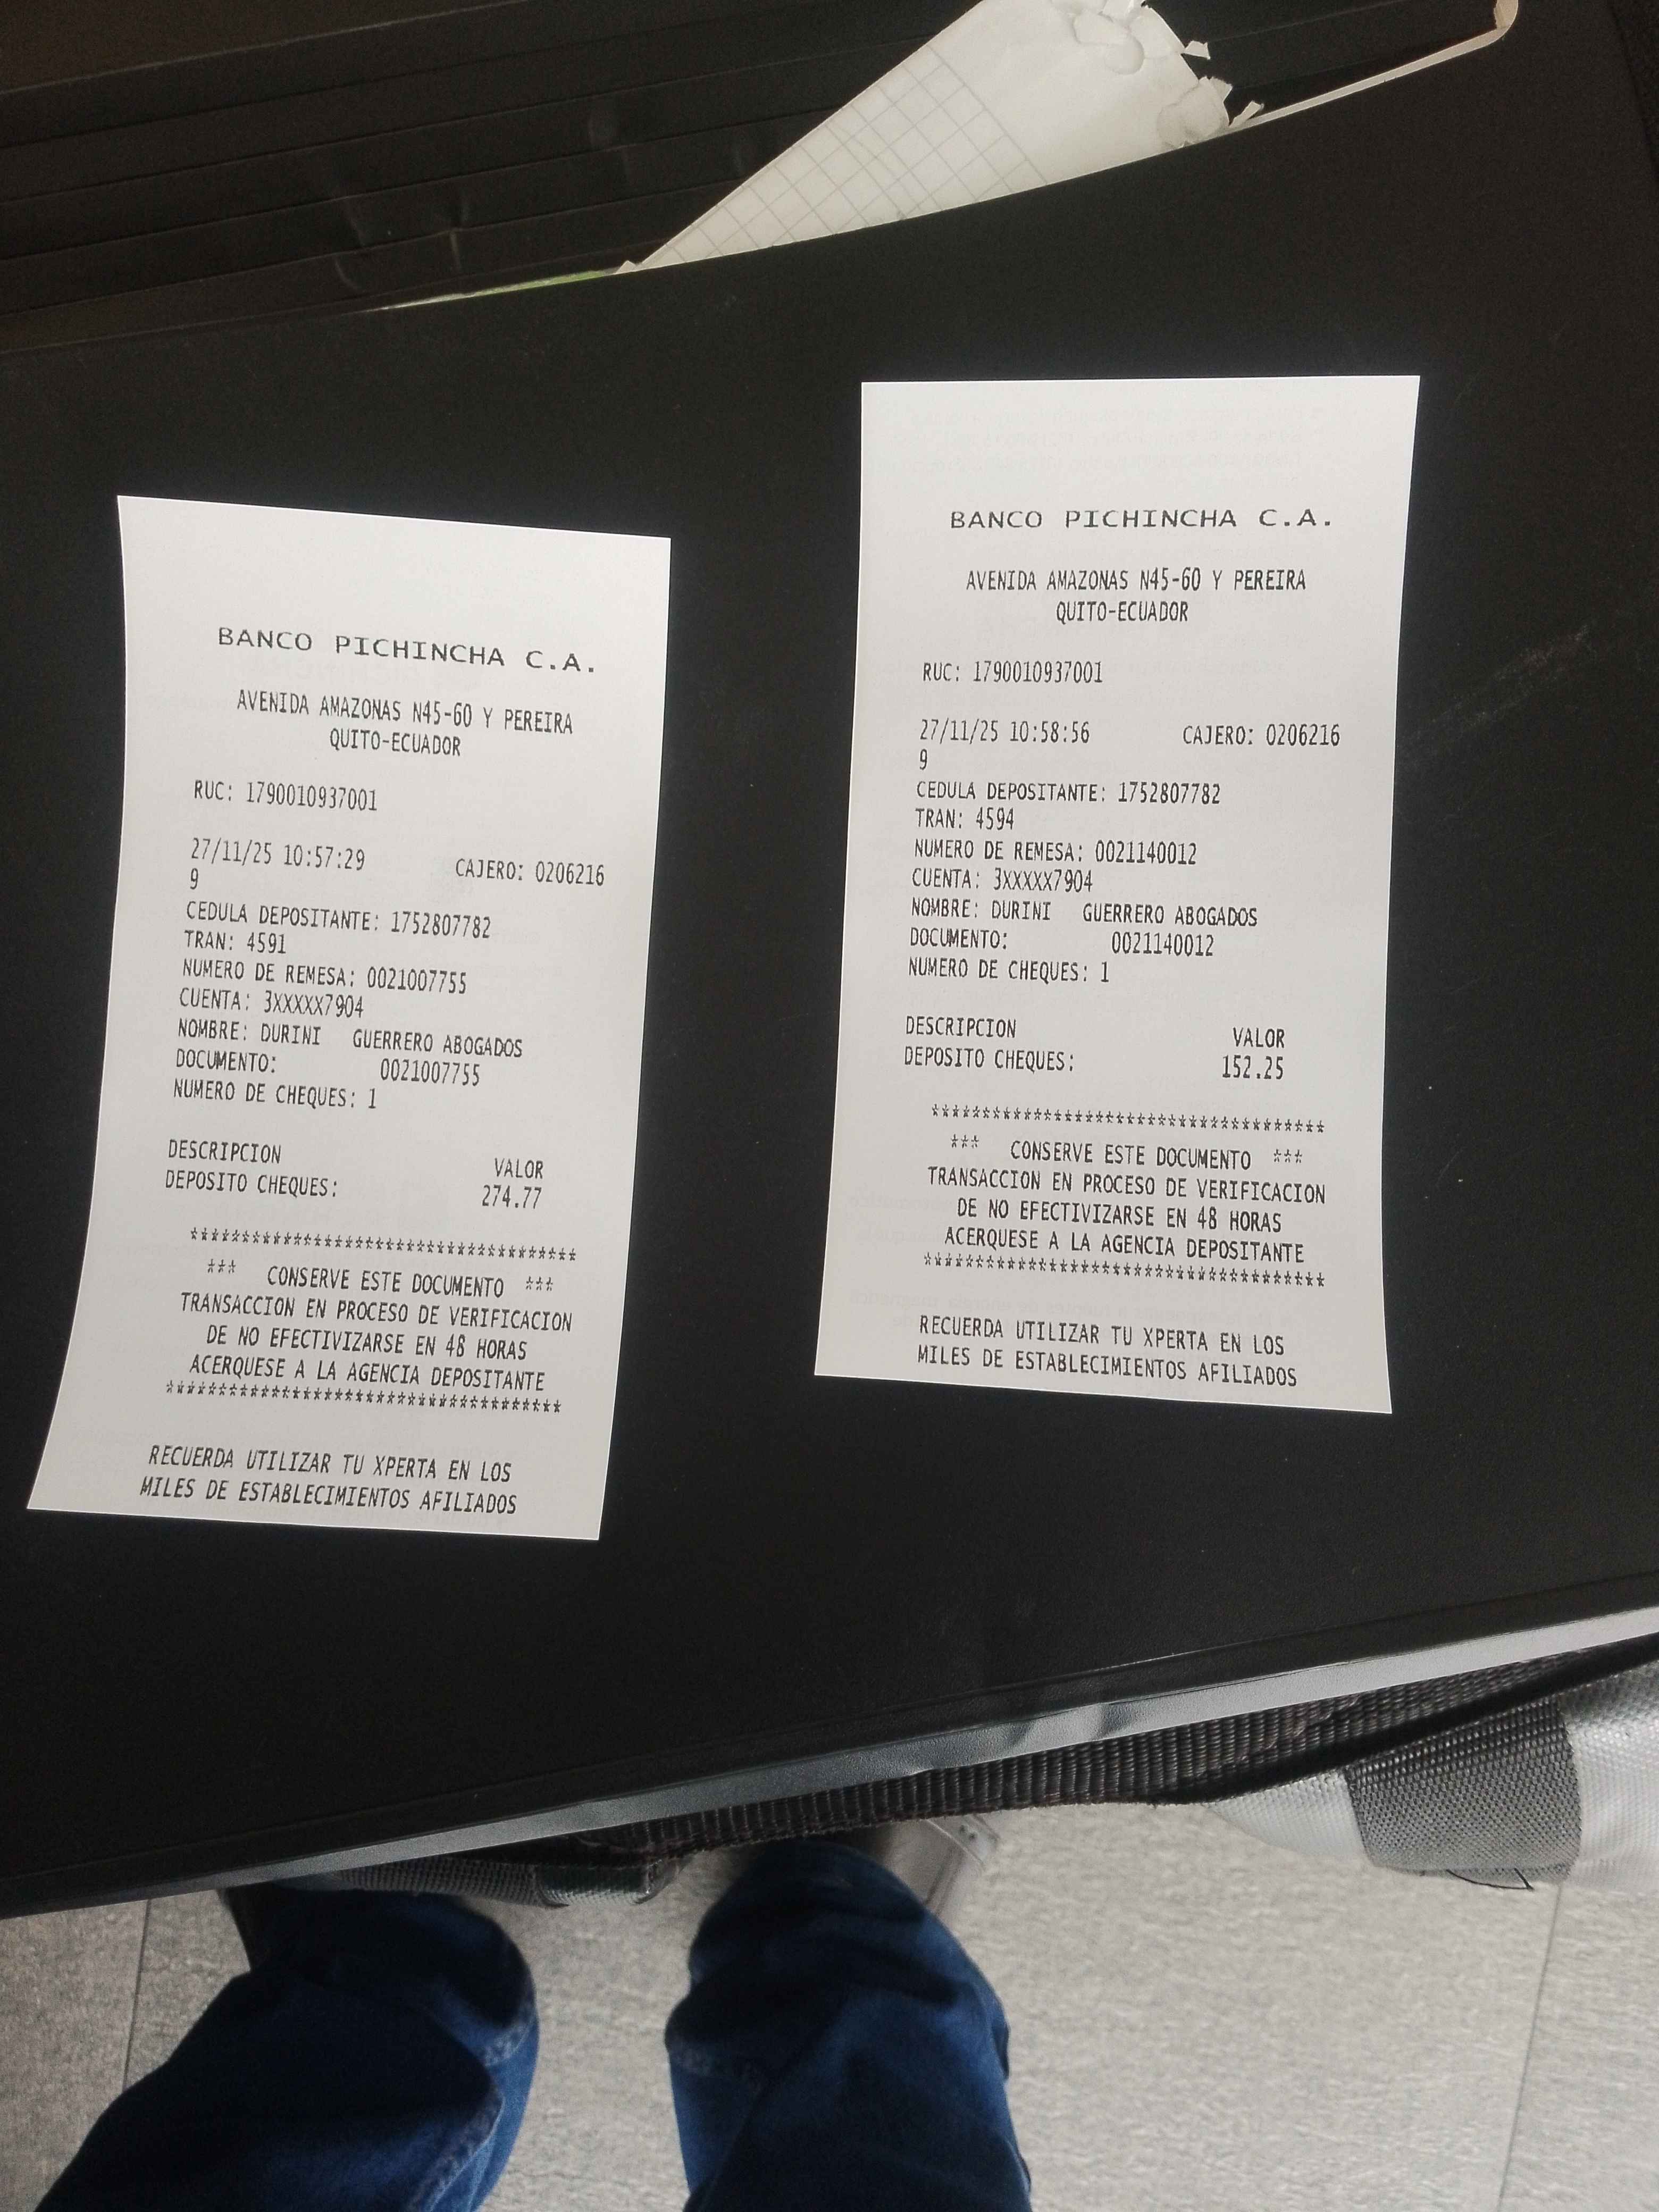 BANCO PICHINCHA C.A.
AVENIDA AMAZONAS N45-60 Y PEREIRA
QUITO-ECUADOR
RUC: 1790010937001
27/11/25 10:57:29 CAJERO: 0206216
9
CEDULA DEPOSITANTE: 1752807782
TRAN: 4591
NUMERO DE REMESA: 0021007755
CUENTA: 3XXXXX7904
NOMBRE: DURINI GUERRERO ABOGADOS
DOCUMENTO: 0021007755
NUMERO DE CHEQUES: 1
DESCRIPCION VALOR
DEPOSITO CHEQUES: 274.77
*************************************
*** CONSERVE ESTE DOCUMENTO ***
TRANSACCION EN PROCESO DE VERIFICACION
DE NO EFECTIVIZARSE EN 48 HORAS
ACERQUESE A LA AGENCIA DEPOSITANTE
**************************************
RECUERDA UTILIZAR TU XPERTA EN LOS
MILES DE ESTABLECIMIENTOS AFILIADOS
BANCO PICHINCHA C.A.
AVENIDA AMAZONAS N45-60 Y PEREIRA
QUITO-ECUADOR
RUC: 1790010937001
27/11/25 10:58:56 CAJERO: 0206216
9
CEDULA DEPOSITANTE: 1752807782
TRAN: 4594
NUMERO DE REMESA: 0021140012
CUENTA: 3XXXXX7904
NOMBRE: DURINI GUERRERO ABOGADOS
DOCUMENTO: 0021140012
NUMERO DE CHEQUES: 1
DESCRIPCION VALOR
DEPOSITO CHEQUES: 152.25
**************************************
*** CONSERVE ESTE DOCUMENTO ***
TRANSACCION EN PROCESO DE VERIFICACION
DE NO EFECTIVIZARSE EN 48 HORAS
ACERQUESE A LA AGENCIA DEPOSITANTE
**************************************
RECUERDA UTILIZAR TU XPERTA EN LOS
MILES DE ESTABLECIMIENTOS AFILIADOS